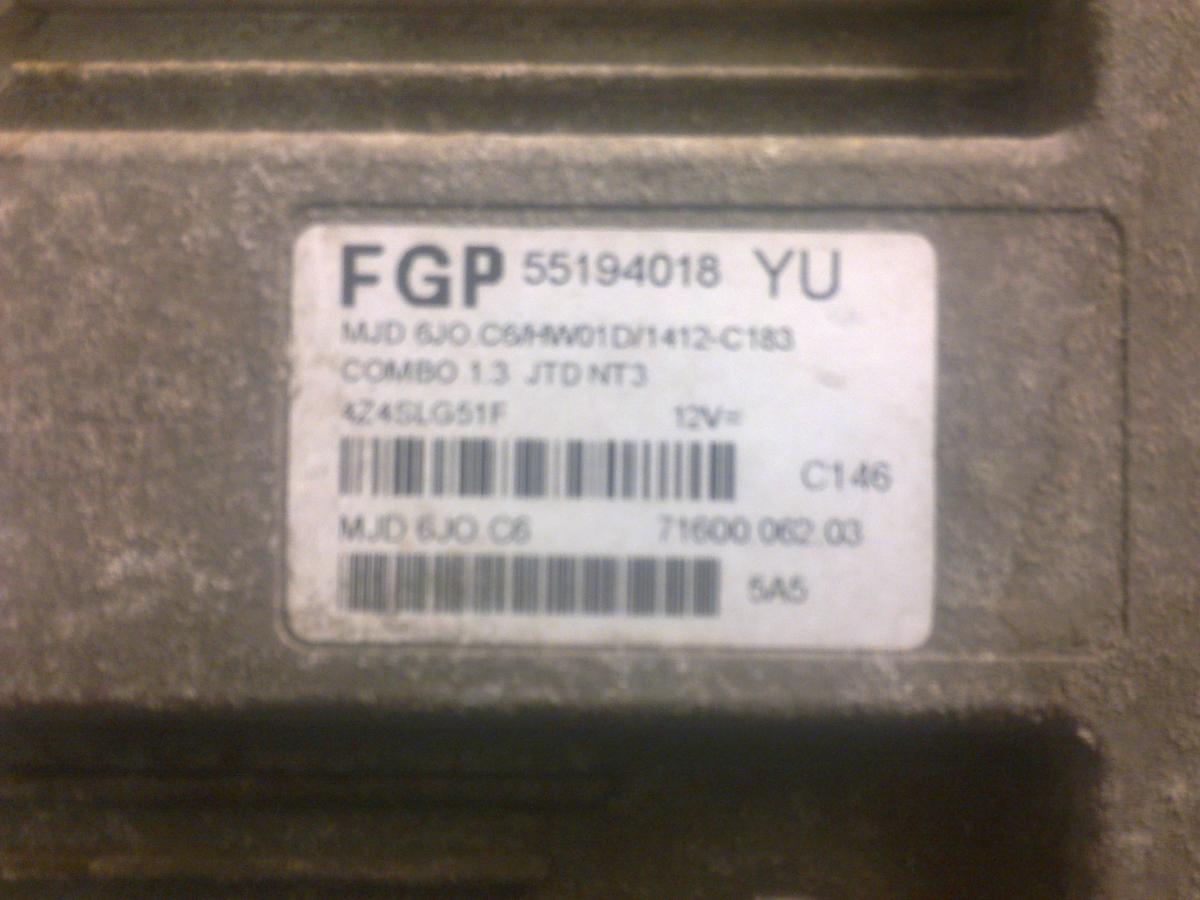 FGP 55194018 YU
MJD 6JO.C6/HW01D/1412-C183
COMBO 1.3 JTD NT3
4Z4SLG51F 12V=
C146
MJD 6JO.C6 71600.062.03
5A5